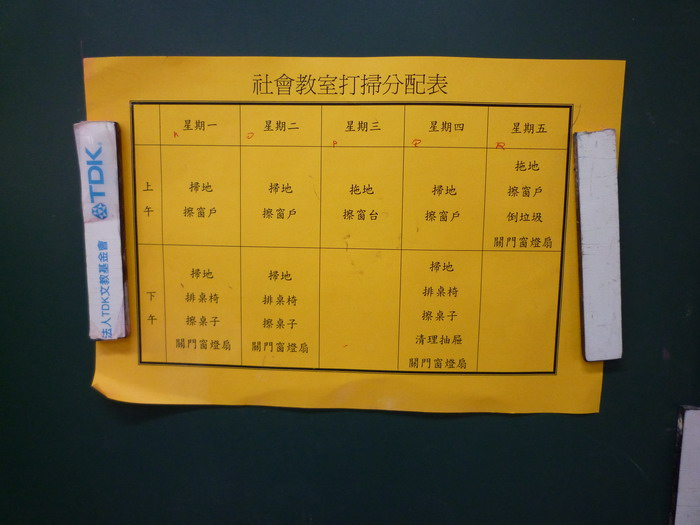 社會教室打掃分配表
星期一 星期二 星期三 星期四 星期五
上午
掃地
擦窗戶
掃地
擦窗戶
拖地
擦窗台
掃地
擦窗戶
拖地
擦窗戶
倒垃圾
關門窗燈扇
下午
掃地
排桌椅
擦桌子
關門窗燈扇
掃地
排桌椅
擦桌子
關門窗燈扇
掃地
排桌椅
擦桌子
清理抽屜
關門窗燈扇
TDK
法人TDK文教基金會